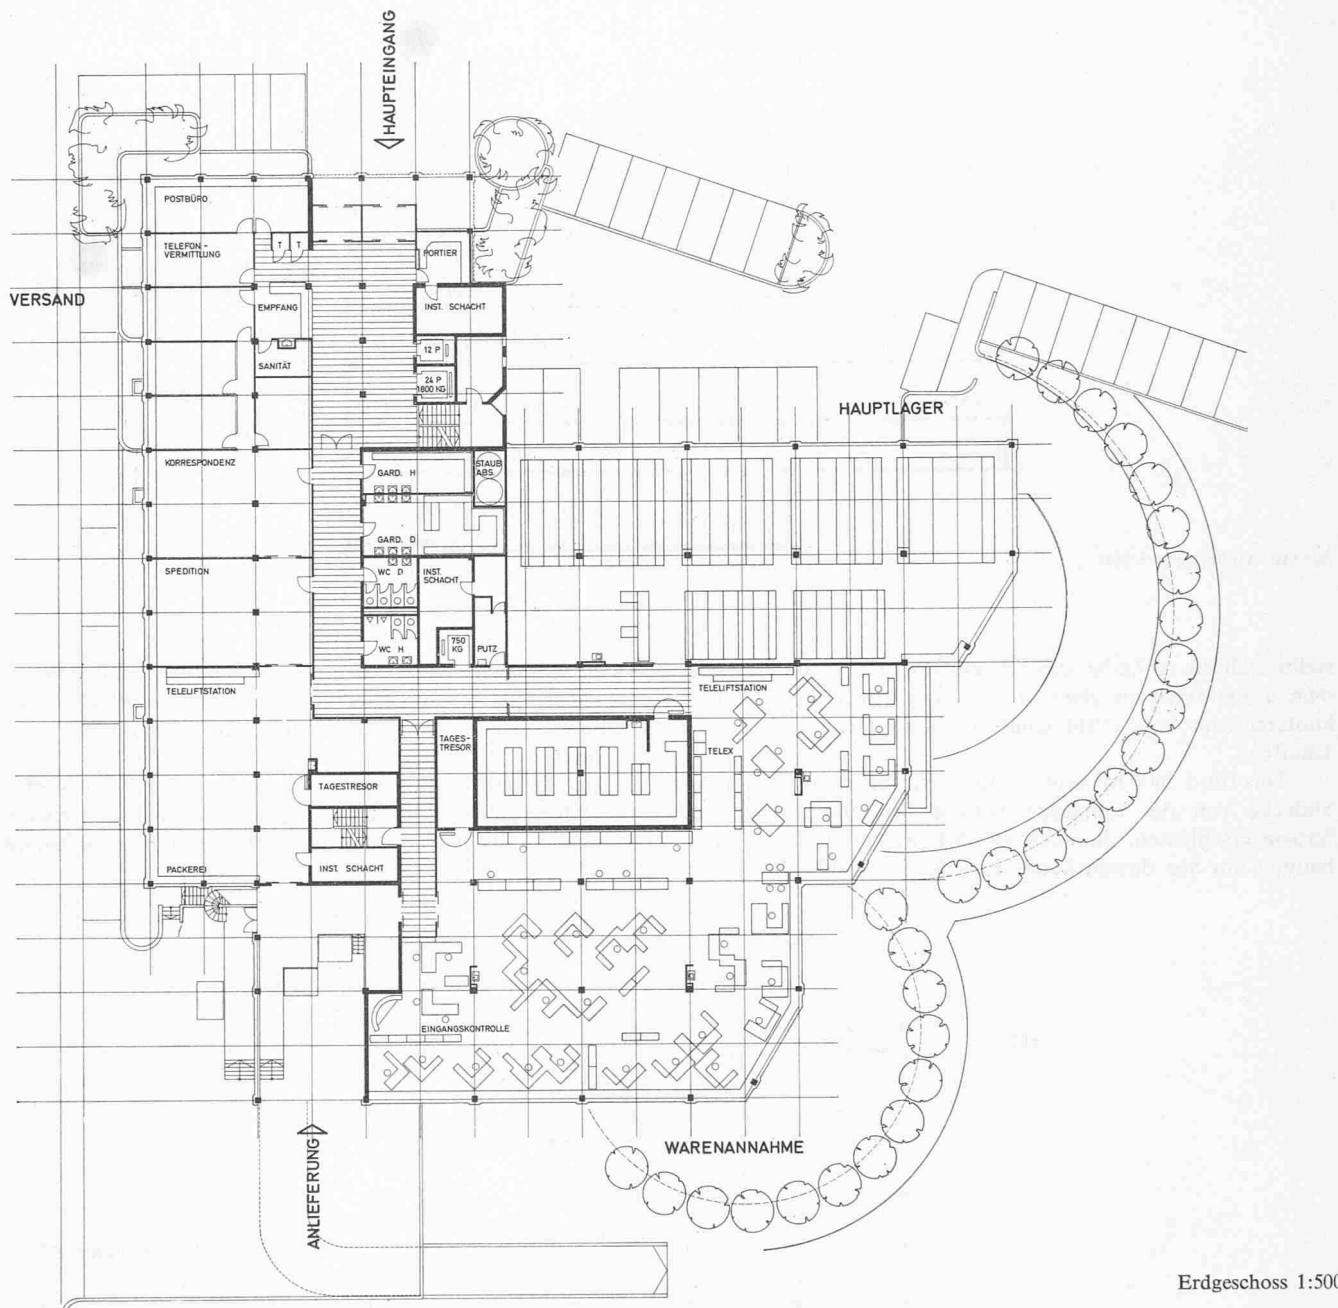 HAUPTEINGANG
POSTBÜRO
TELEFON-
VERMITTLUNG
T T
PORTIER
VERSAND
EMPFANG
INST. SCHACHT
SANITÄT
12 P
24 P
1800 KG
HAUPTLAGER
KORRESPONDENZ
GARD. H
STAUB
ABS.
GARD. D
SPEDITION
WC D
INST.
SCHACHT
WC H
750
KG
PUTZ
TELELIFTSTATION
TELELIFTSTATION
TAGES-
TRESOR
TELEX
TAGESTRESOR
PACKEREI
INST. SCHACHT
EINGANGSKONTROLLE
WARENANNAHME
ANLIEFERUNG
Erdgeschoss 1:500